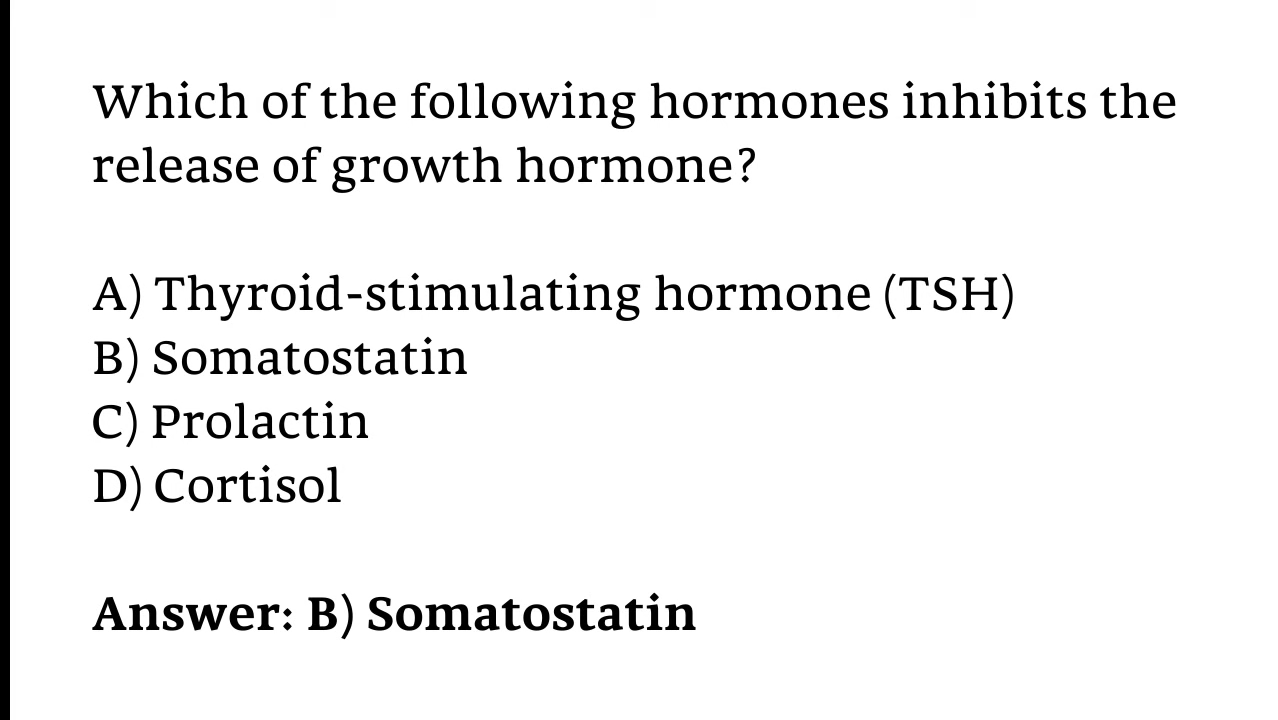 Which of the following hormones inhibits the
release of growth hormone?
A) Thyroid-stimulating hormone (TSH)
B) Somatostatin
C) Prolactin
D) Cortisol
Answer: B) Somatostatin